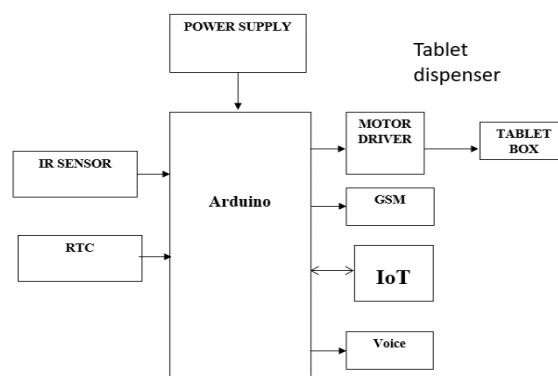 POWER SUPPLY
Tablet
dispenser
MOTOR
DRIVER
TABLET
BOX
IR SENSOR
Arduino
GSM
RTC
IoT
Voice